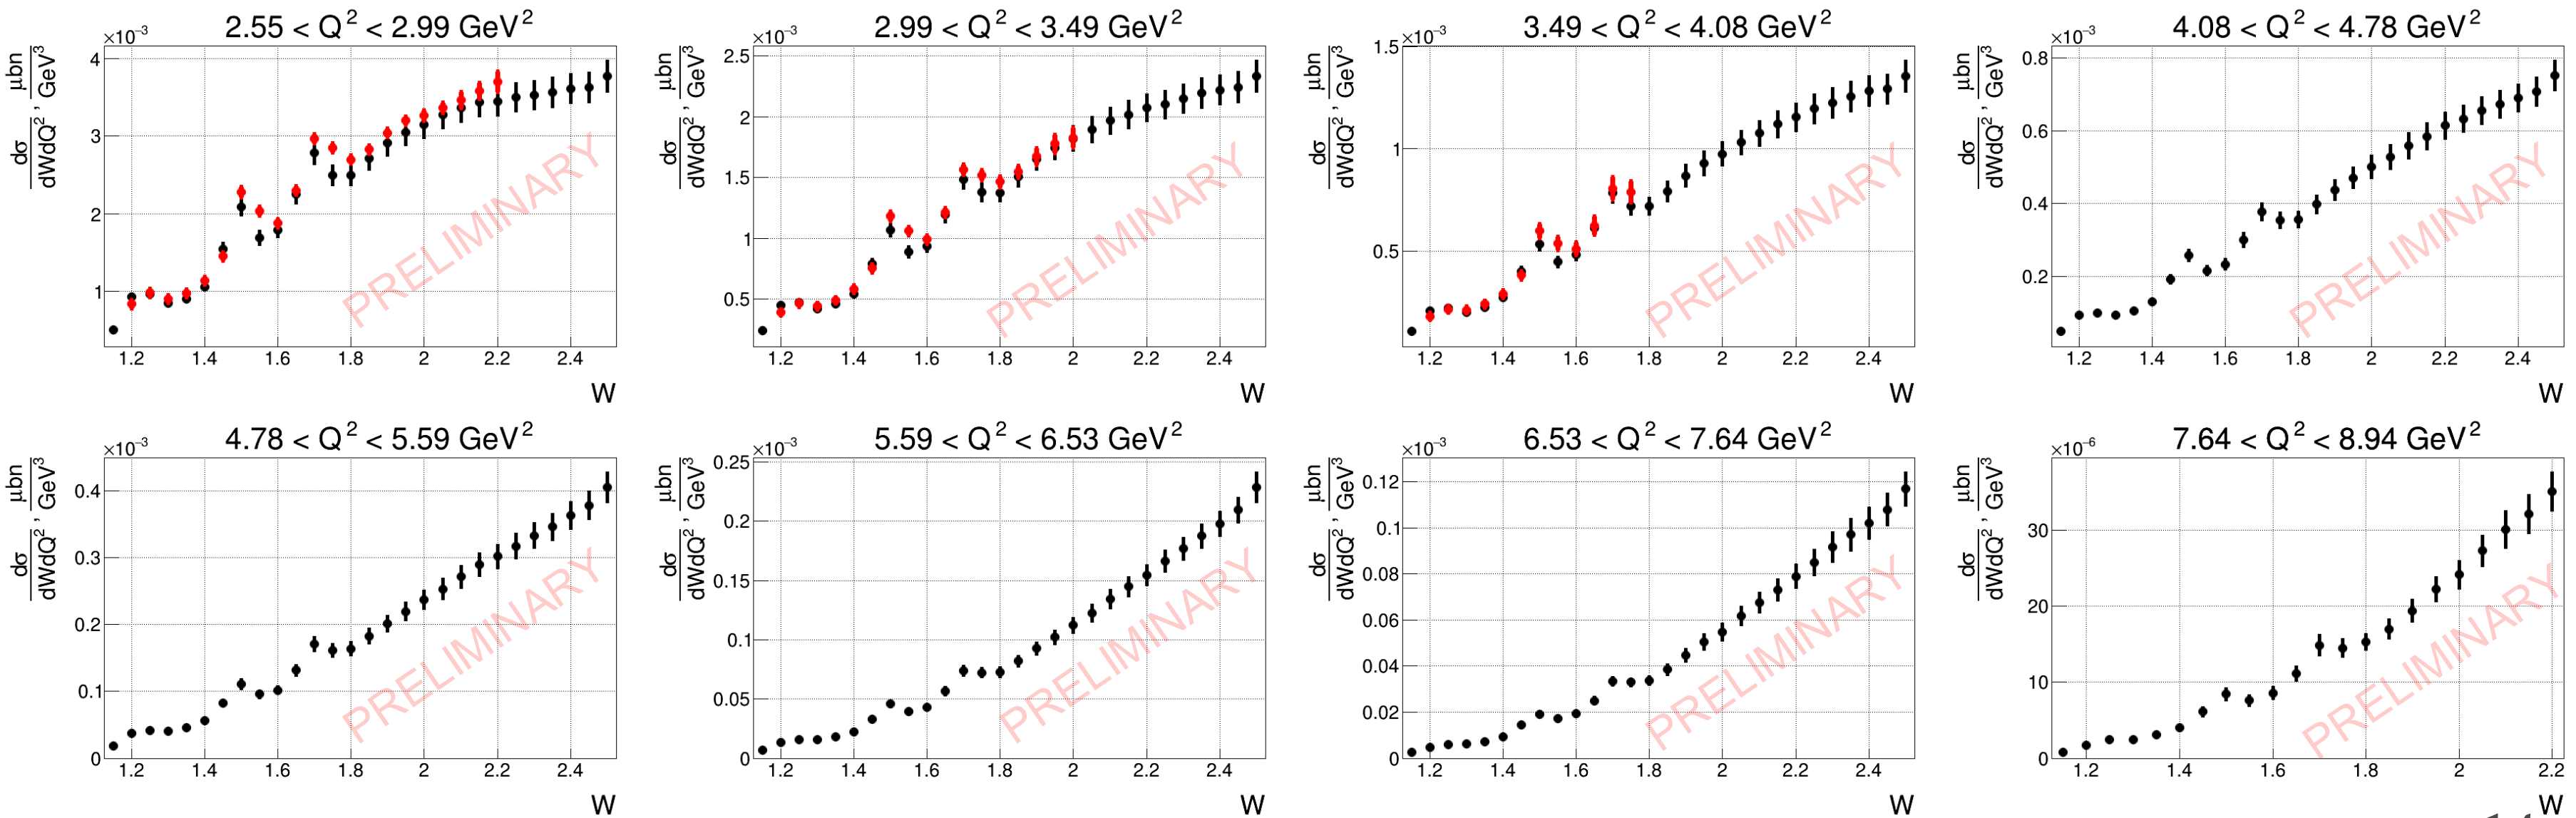 2.55 < Q² < 2.99 GeV²
×10⁻³
dσ/dWdQ², μbn/GeV³
4
3
2
1
1.2 1.4 1.6 1.8 2 2.2 2.4
W
PRELIMINARY
2.99 < Q² < 3.49 GeV²
×10⁻³
dσ/dWdQ², μbn/GeV³
2.5
2
1.5
1
0.5
1.2 1.4 1.6 1.8 2 2.2 2.4
W
PRELIMINARY
3.49 < Q² < 4.08 GeV²
×10⁻³
dσ/dWdQ², μbn/GeV³
1.5
1
0.5
1.2 1.4 1.6 1.8 2 2.2 2.4
W
PRELIMINARY
4.08 < Q² < 4.78 GeV²
×10⁻³
dσ/dWdQ², μbn/GeV³
0.8
0.6
0.4
0.2
1.2 1.4 1.6 1.8 2 2.2 2.4
W
PRELIMINARY
4.78 < Q² < 5.59 GeV²
×10⁻³
dσ/dWdQ², μbn/GeV³
0.4
0.3
0.2
0.1
0
1.2 1.4 1.6 1.8 2 2.2 2.4
W
PRELIMINARY
5.59 < Q² < 6.53 GeV²
×10⁻³
dσ/dWdQ², μbn/GeV³
0.25
0.2
0.15
0.1
0.05
0
1.2 1.4 1.6 1.8 2 2.2 2.4
W
PRELIMINARY
6.53 < Q² < 7.64 GeV²
×10⁻³
dσ/dWdQ², μbn/GeV³
0.12
0.1
0.08
0.06
0.04
0.02
0
1.2 1.4 1.6 1.8 2 2.2 2.4
W
PRELIMINARY
7.64 < Q² < 8.94 GeV²
×10⁻⁶
dσ/dWdQ², μbn/GeV³
30
20
10
0
1.2 1.4 1.6 1.8 2 2.2
W
PRELIMINARY